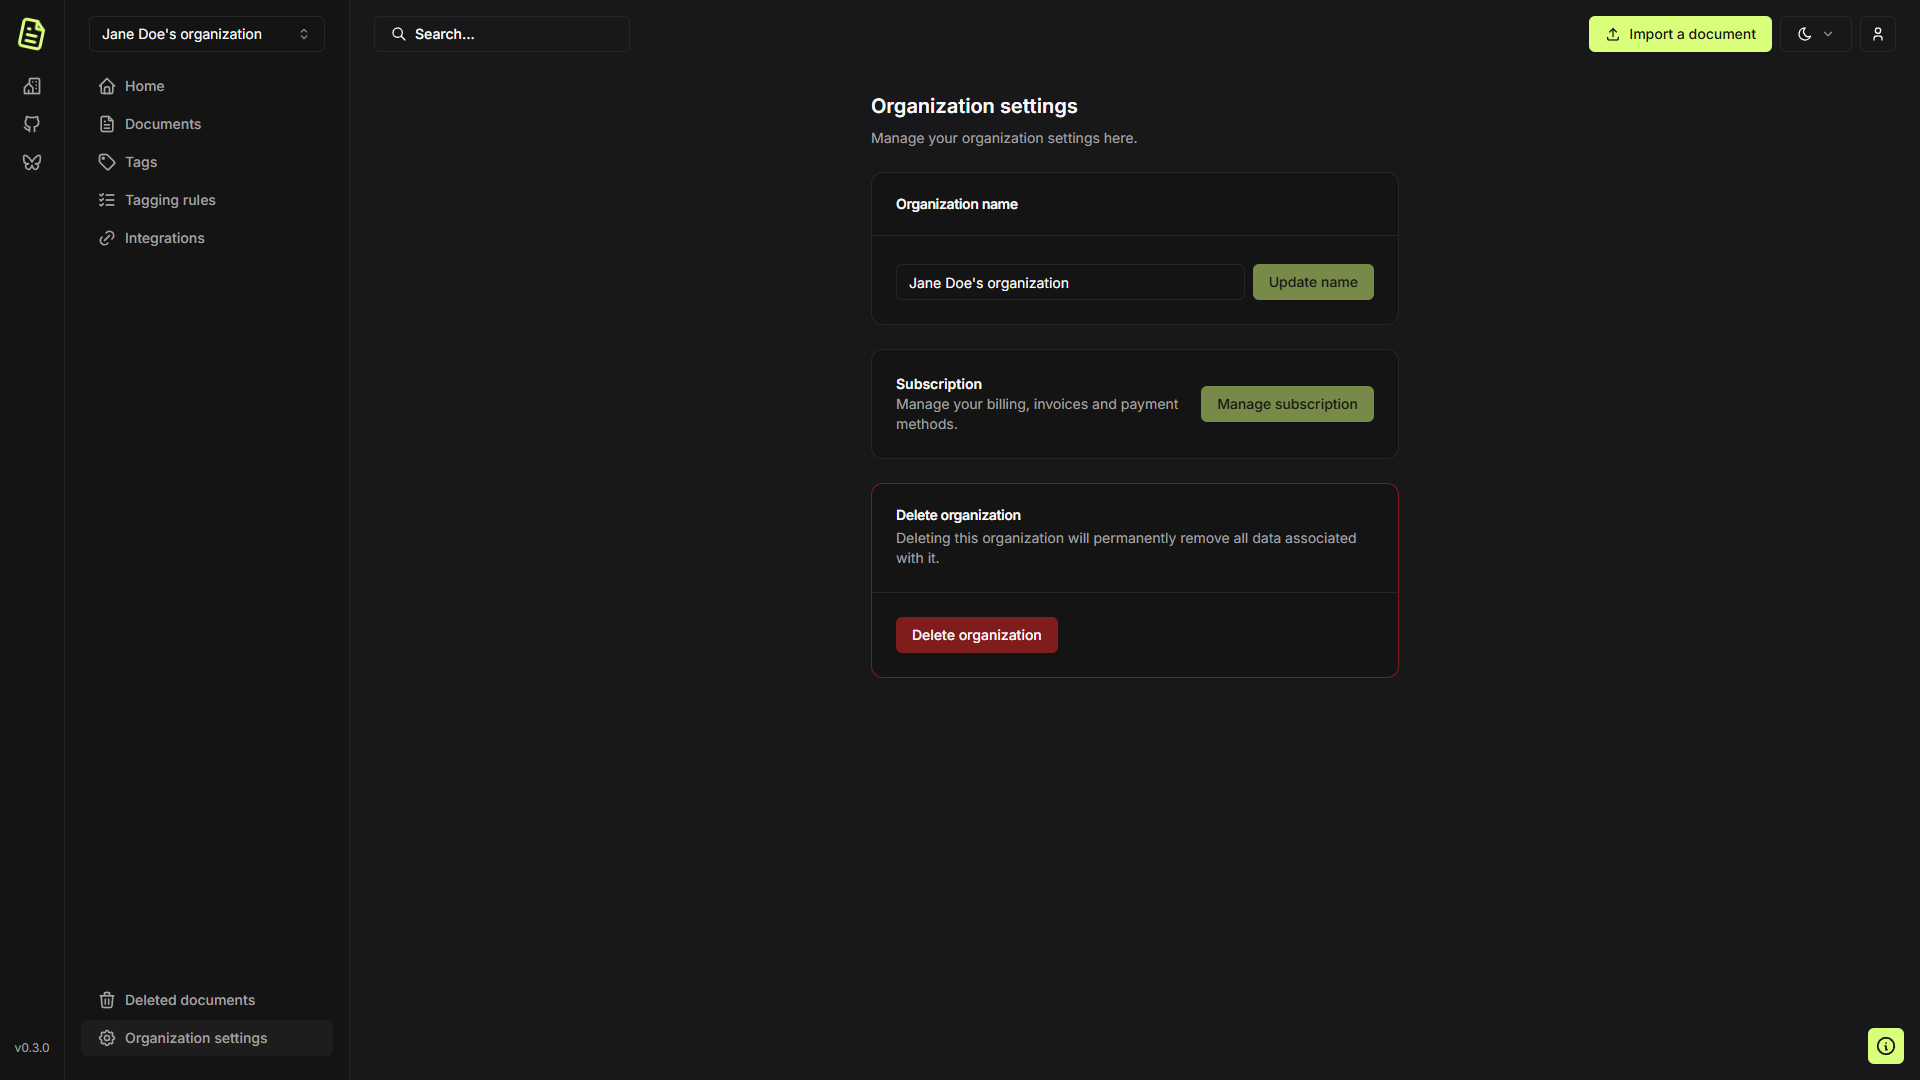 Jane Doe's organization
Search...
Import a document
Home
Documents
Tags
Tagging rules
Integrations
Organization settings
Manage your organization settings here.
Organization name
Jane Doe's organization
Update name
Subscription
Manage your billing, invoices and payment
methods.
Manage subscription
Delete organization
Deleting this organization will permanently remove all data associated
with it.
Delete organization
Deleted documents
Organization settings
v0.3.0